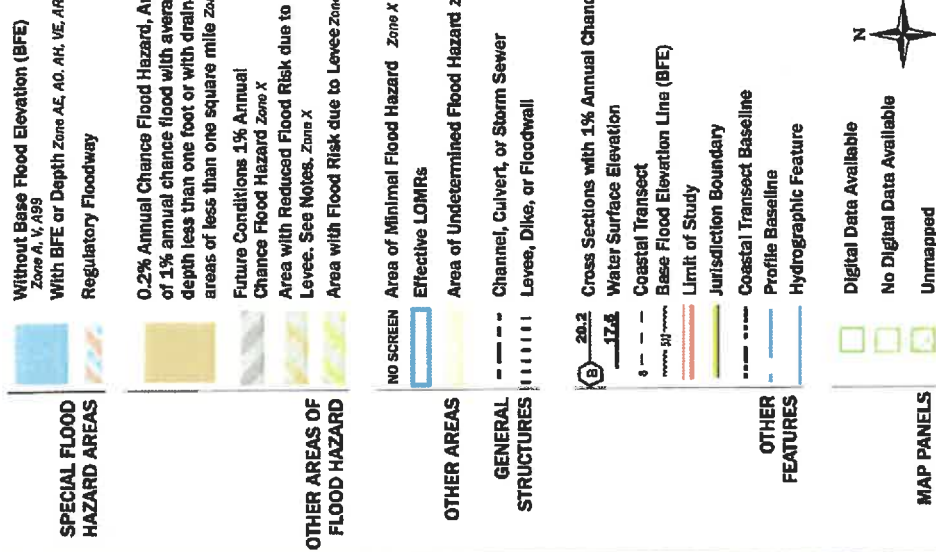 SPECIAL FLOOD
HAZARD AREAS
Without Base Flood Elevation (BFE)
Zone A, V, A99
With BFE or Depth Zone AE, AO, AH, VE, AR
Regulatory Floodway
OTHER AREAS OF
FLOOD HAZARD
0.2% Annual Chance Flood Hazard,
of 1% annual chance flood with
depth less than one foot or with
areas of less than one square mile
Future Conditions 1% Annual
Chance Flood Hazard Zone X
Area with Reduced Flood Risk due to
Levee. See Notes. Zone X
Area with Flood Risk due to Levee Zone
OTHER AREAS
NO SCREEN Area of Minimal Flood Hazard Zone X
Effective LOMRs
Area of Undetermined Flood Hazard
GENERAL
STRUCTURES
Channel, Culvert, or Storm Sewer
Levee, Dike, or Floodwall
OTHER
FEATURES
B 20.2 Cross Sections with 1% Annual
17.5 Water Surface Elevation
8 Coastal Transect
513 Base Flood Elevation Line (BFE)
Limit of Study
Jurisdiction Boundary
Coastal Transect Baseline
Profile Baseline
Hydrographic Feature
MAP PANELS
Digital Data Available
No Digital Data Available
Unmapped
N